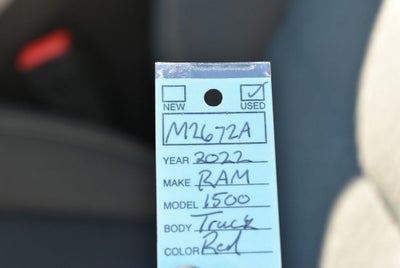 NEW USED
M2672A
YEAR 2022
MAKE RAM
MODEL 1500
BODY Truck
COLOR Red